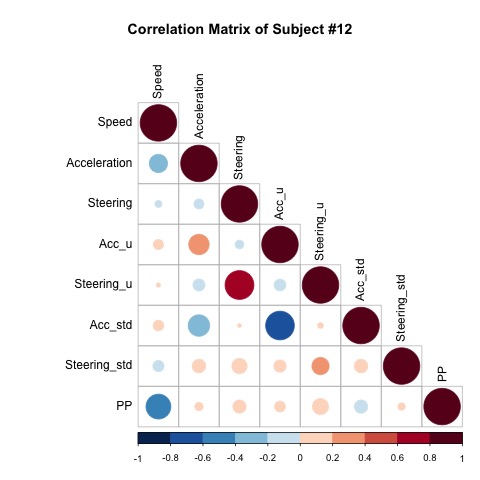 Correlation Matrix of Subject #12
Speed
Acceleration
Steering
Acc_u
Steering_u
Acc_std
Steering_std
PP
Speed
Acceleration
Steering
Acc_u
Steering_u
Acc_std
Steering_std
PP
-1 -0.8 -0.6 -0.4 -0.2 0 0.2 0.4 0.6 0.8 1